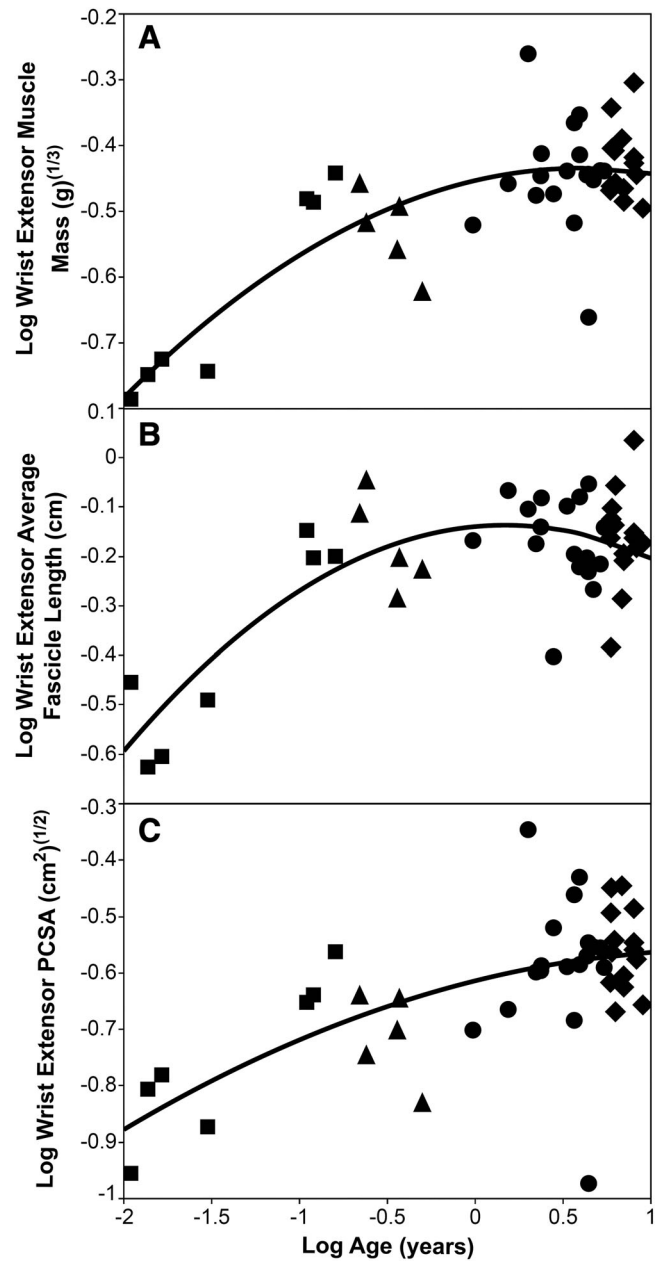 A
-0.2
-0.3
-0.4
-0.5
-0.6
-0.7
0.1
Log Wrist Extensor Muscle
Mass (g)(1/3)
B
0.1
0
-0.1
-0.2
-0.3
-0.4
-0.5
-0.6
Log Wrist Extensor Average
Fascicle Length (cm)
C
-0.3
-0.4
-0.5
-0.6
-0.7
-0.8
-0.9
-1
Log Wrist Extensor PCSA (cm²)(1/2)
-2 -1.5 -1 -0.5 0 0.5 1
Log Age (years)